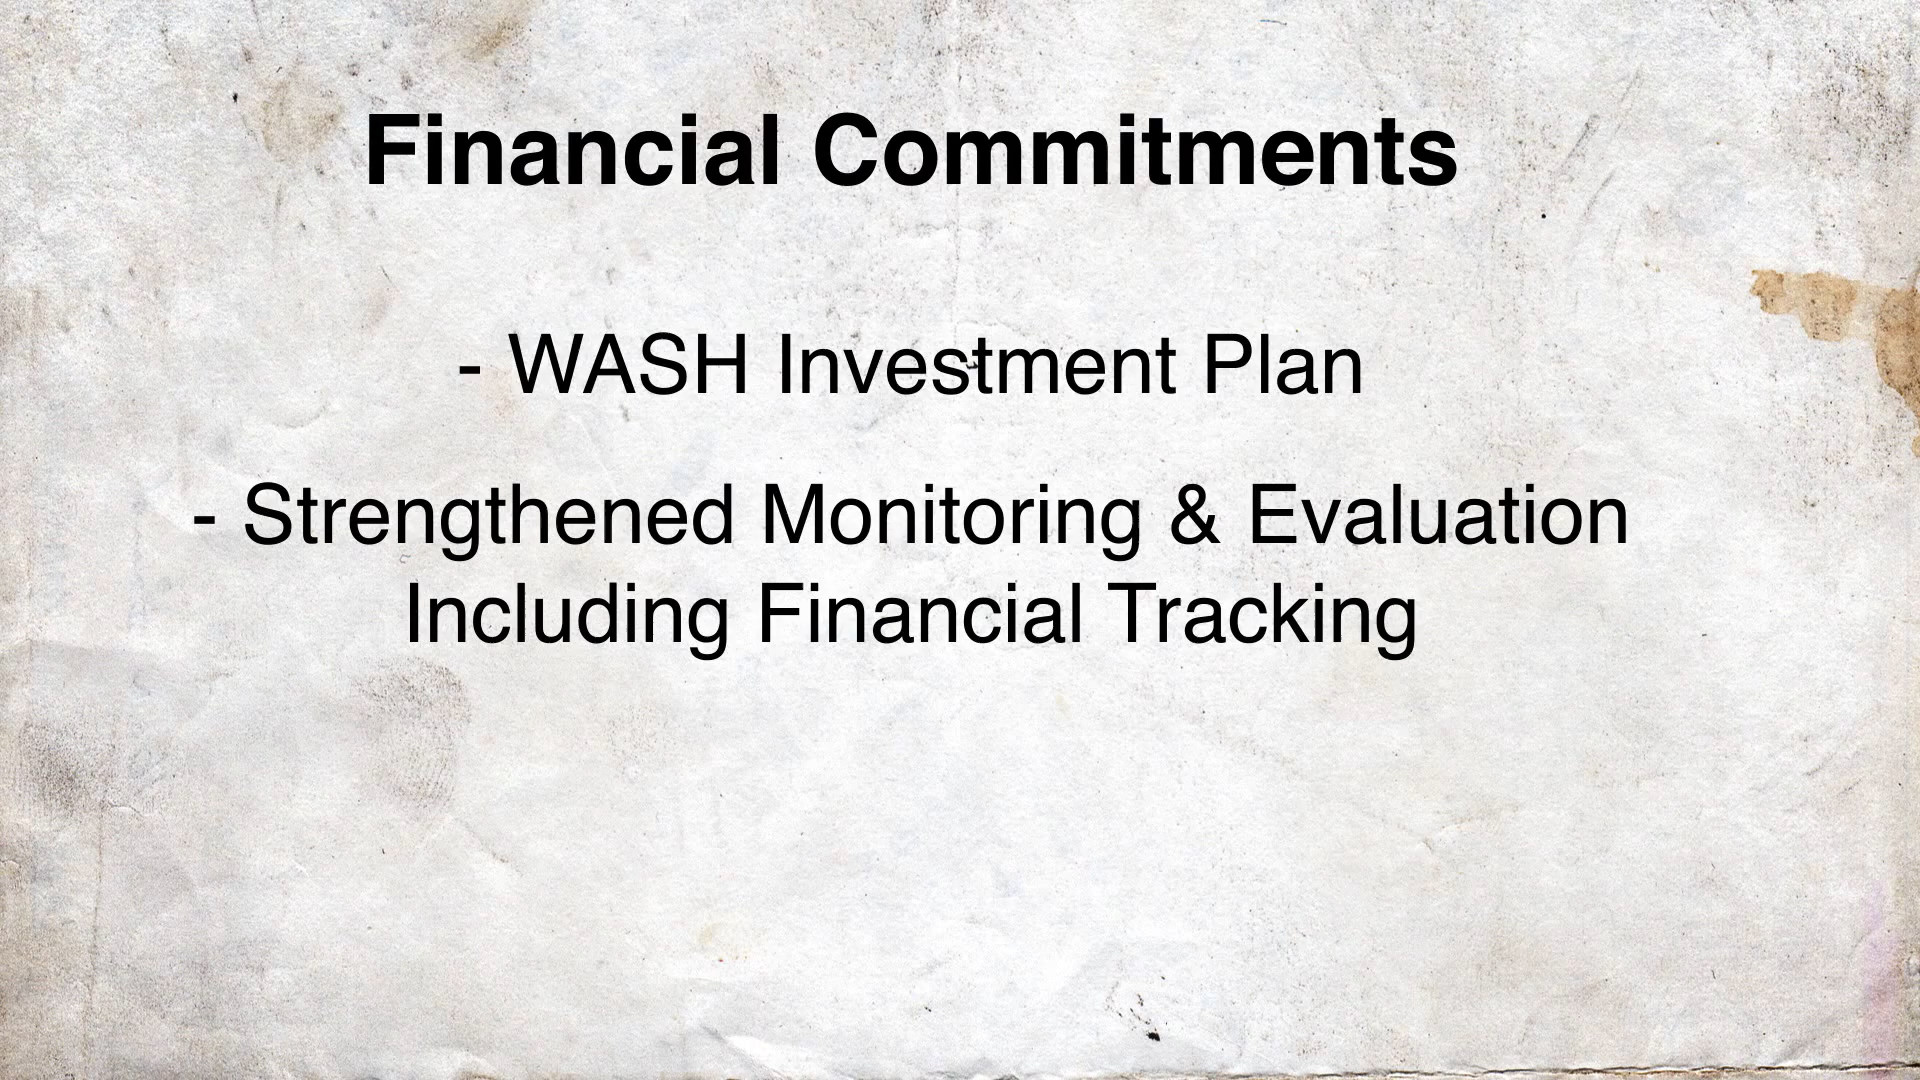 Financial Commitments
- WASH Investment Plan
- Strengthened Monitoring & Evaluation
Including Financial Tracking